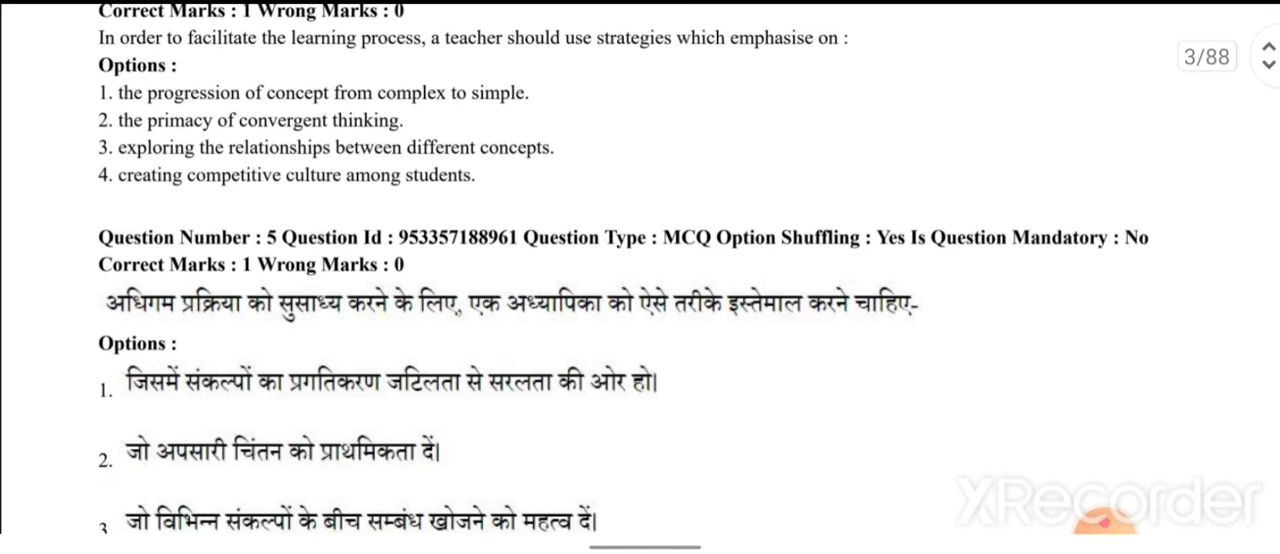 Correct Marks : 1 Wrong Marks : 0
In order to facilitate the learning process, a teacher should use strategies which emphasise on :
3/88
Options :
1. the progression of concept from complex to simple.
2. the primacy of convergent thinking.
3. exploring the relationships between different concepts.
4. creating competitive culture among students.
Question Number : 5 Question Id : 953357188961 Question Type : MCQ Option Shuffling : Yes Is Question Mandatory : No
Correct Marks : 1 Wrong Marks : 0
अधिगम प्रक्रिया को सुसाध्य करने के लिए, एक अध्यापिका को ऐसे तरीके इस्तेमाल करने चाहिए-
Options :
1. जिसमें संकल्पों का प्रगतिकरण जटिलता से सरलता की ओर हो।
2. जो अपसारी चिंतन को प्राथमिकता दें।
3 जो विभिन्न संकल्पों के बीच सम्बंध खोजने को महत्व दें।
XRecorder